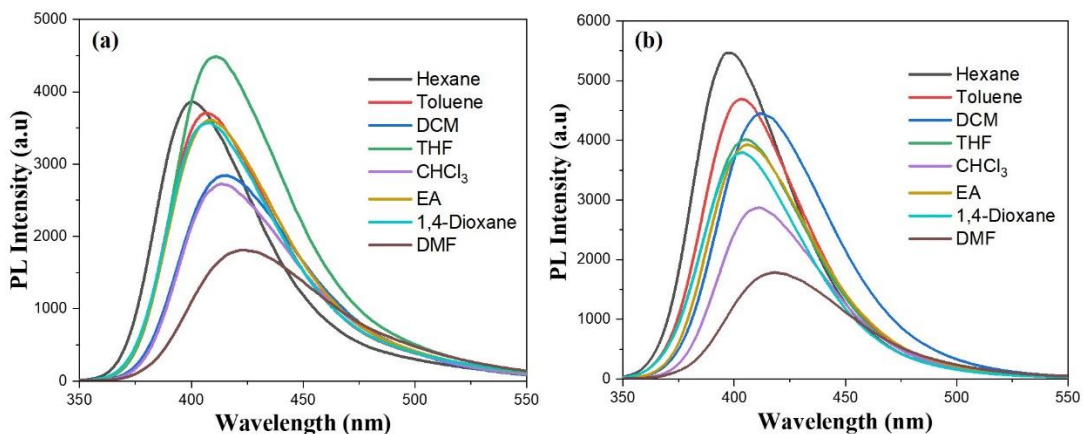 (a)
PL Intensity (a.u)
5000
4000
3000
2000
1000
0
Hexane
Toluene
DCM
THF
CHCl₃
EA
1,4-Dioxane
DMF
350 400 450 500 550
Wavelength (nm)
(b)
PL Intensity (a.u)
6000
5000
4000
3000
2000
1000
0
Hexane
Toluene
DCM
THF
CHCl₃
EA
1,4-Dioxane
DMF
350 400 450 500 550
Wavelength (nm)